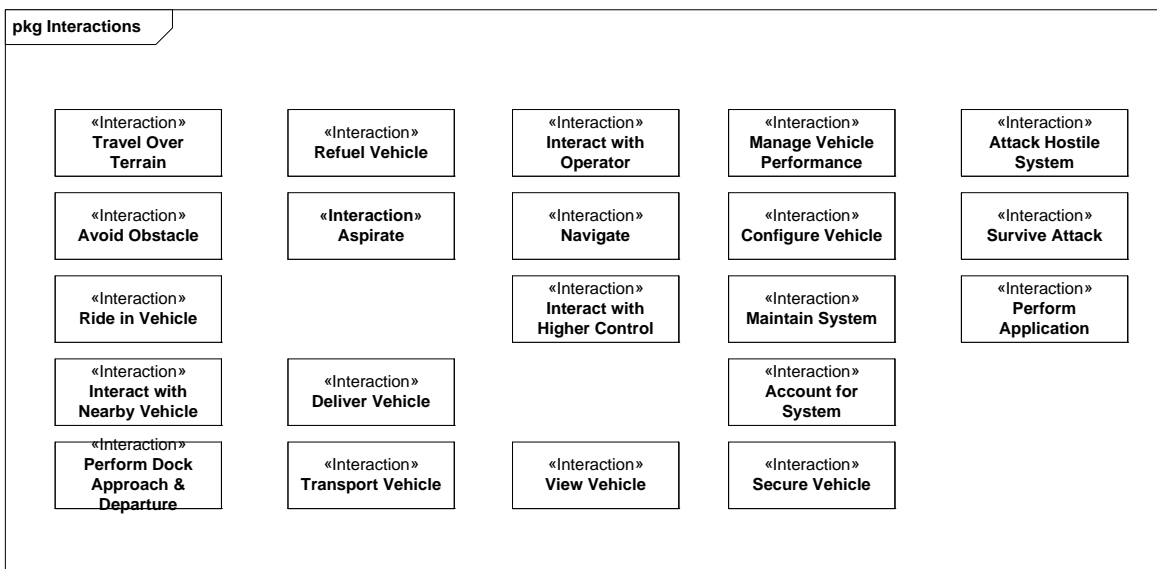 pkg Interactions
«Interaction»
Travel Over
Terrain
«Interaction»
Refuel Vehicle
«Interaction»
Interact with
Operator
«Interaction»
Manage Vehicle
Performance
«Interaction»
Attack Hostile
System
«Interaction»
Avoid Obstacle
«Interaction»
Aspirate
«Interaction»
Navigate
«Interaction»
Configure Vehicle
«Interaction»
Survive Attack
«Interaction»
Ride in Vehicle
«Interaction»
Interact with
Higher Control
«Interaction»
Maintain System
«Interaction»
Perform
Application
«Interaction»
Interact with
Nearby Vehicle
«Interaction»
Deliver Vehicle
«Interaction»
Account for
System
«Interaction»
Perform Dock
Approach &
Departure
«Interaction»
Transport Vehicle
«Interaction»
View Vehicle
«Interaction»
Secure Vehicle